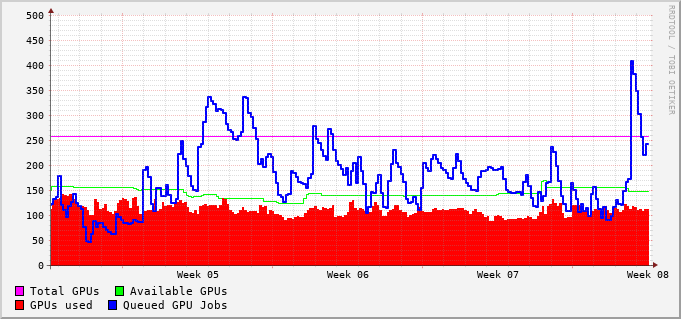 500
450
400
350
300
250
200
150
100
50
0
Week 05 Week 06 Week 07 Week 08
Total GPUs Available GPUs
GPUs used Queued GPU Jobs
RRDTOOL / TOBI OETIKER